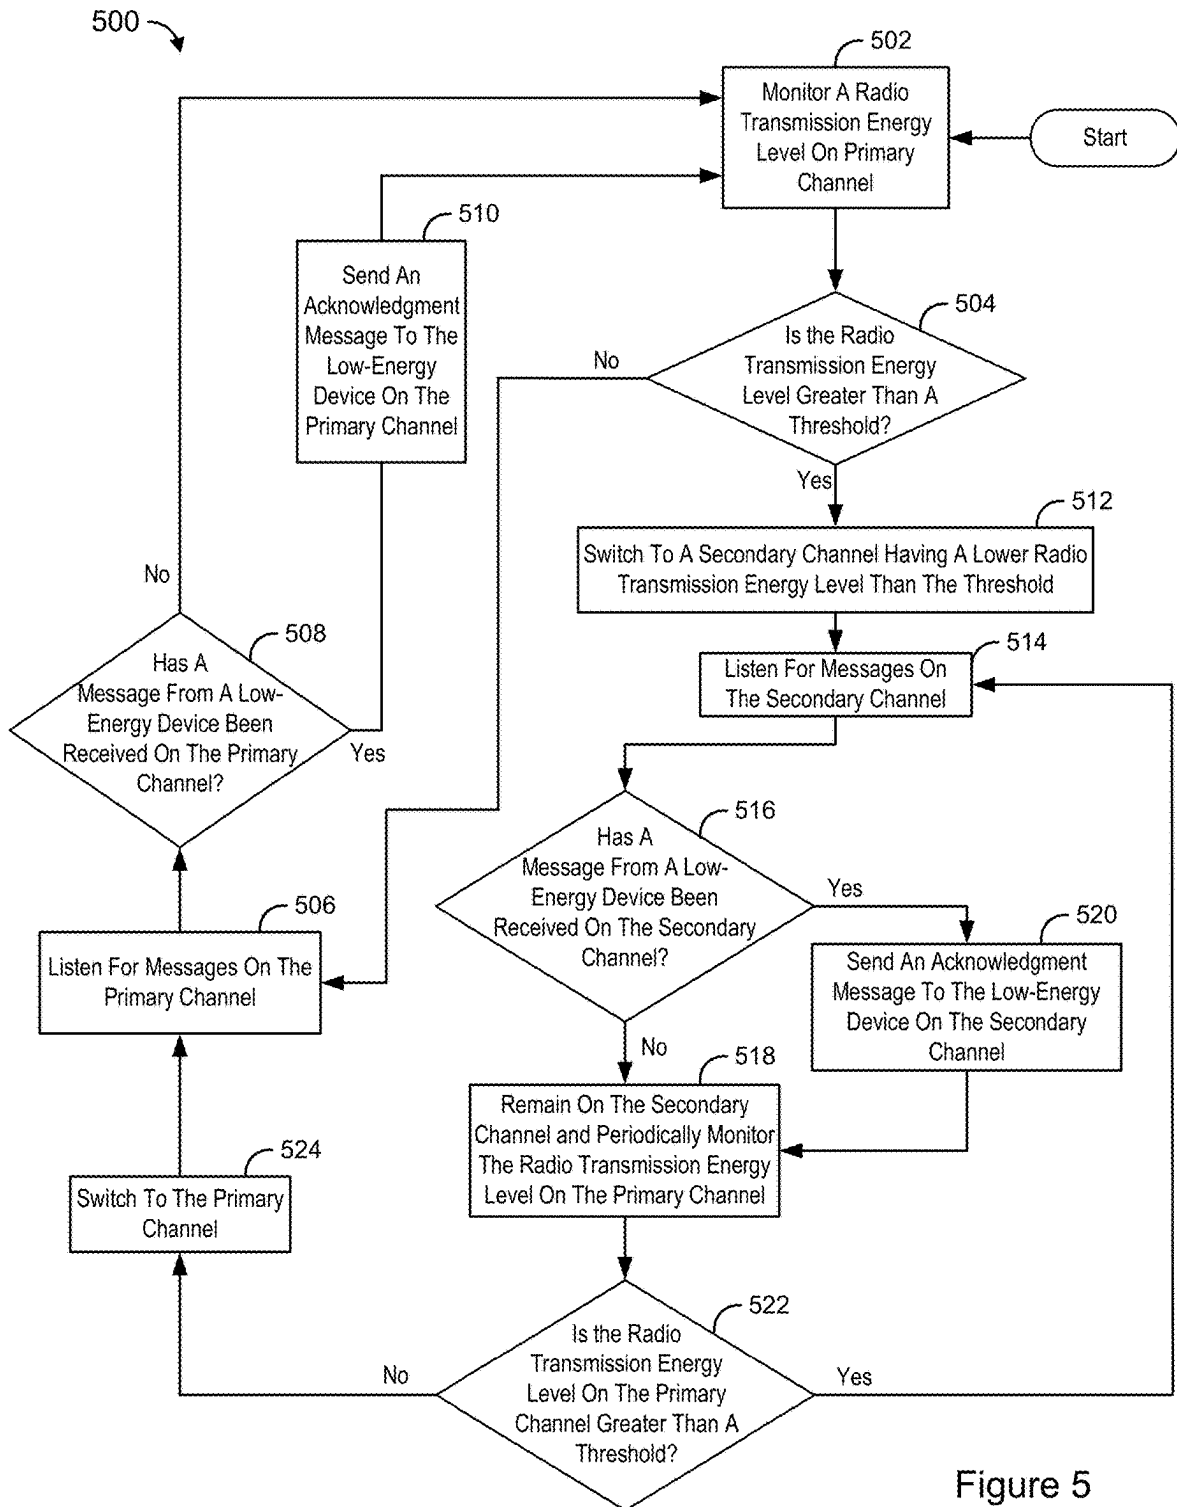 500
502
Monitor A Radio
Transmission Energy
Level On Primary
Channel
Start
510
Send An
Acknowledgment
Message To The
Low-Energy
Device On The
Primary Channel
504
Is the Radio
Transmission Energy
Level Greater Than A
Threshold?
No
Yes
512
Switch To A Secondary Channel Having A Lower Radio
Transmission Energy Level Than The Threshold
No
508
Has A
Message From A Low-
Energy Device Been
Received On The Primary
Channel?
Yes
514
Listen For Messages On
The Secondary Channel
516
Has A
Message From A Low-
Energy Device Been
Received On The Secondary
Channel?
Yes
No
506
Listen For Messages On The
Primary Channel
520
Send An Acknowledgment
Message To The Low-Energy
Device On The Secondary
Channel
518
Remain On The Secondary
Channel and Periodically Monitor
The Radio Transmission Energy
Level On The Primary Channel
524
Switch To The Primary
Channel
522
Is the Radio
Transmission Energy
Level On The Primary
Channel Greater Than A
Threshold?
No
Yes
Figure 5